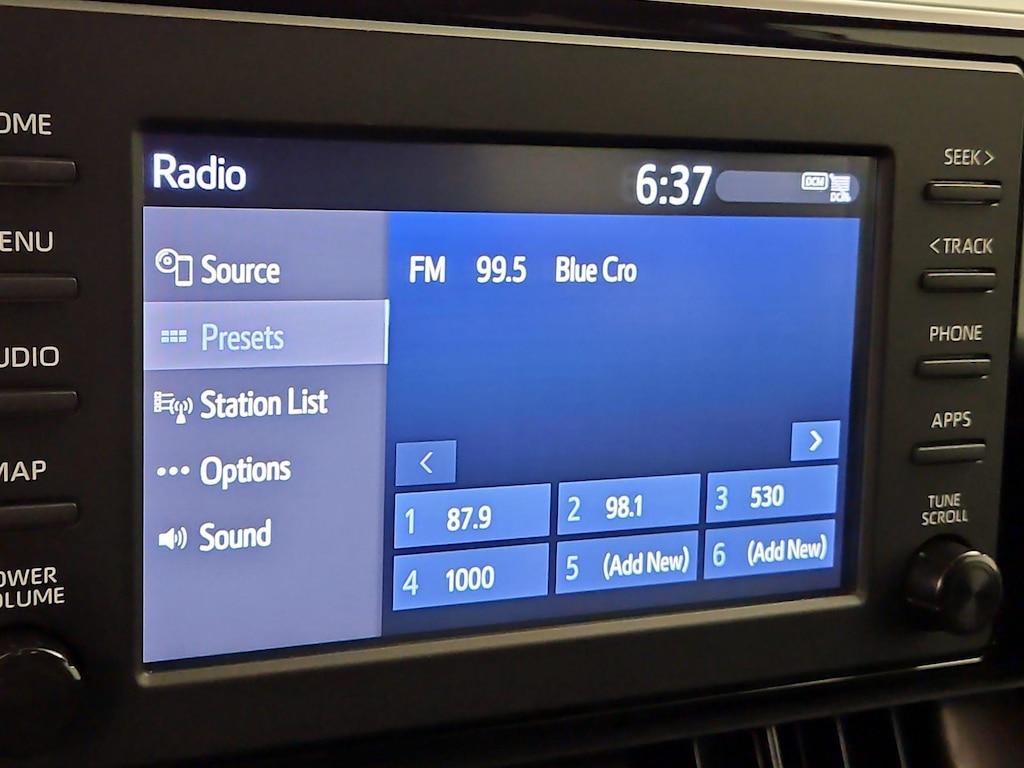 OME
ENU
UDIO
MAP
OWER
OLUME
Radio
6:37
DCM
DCM
Source
Presets
Station List
Options
Sound
FM 99.5 Blue Cro
1 87.9
2 98.1
3 530
4 1000
5 (Add New)
6 (Add New)
SEEK>
<TRACK
PHONE
APPS
TUNE
SCROLL